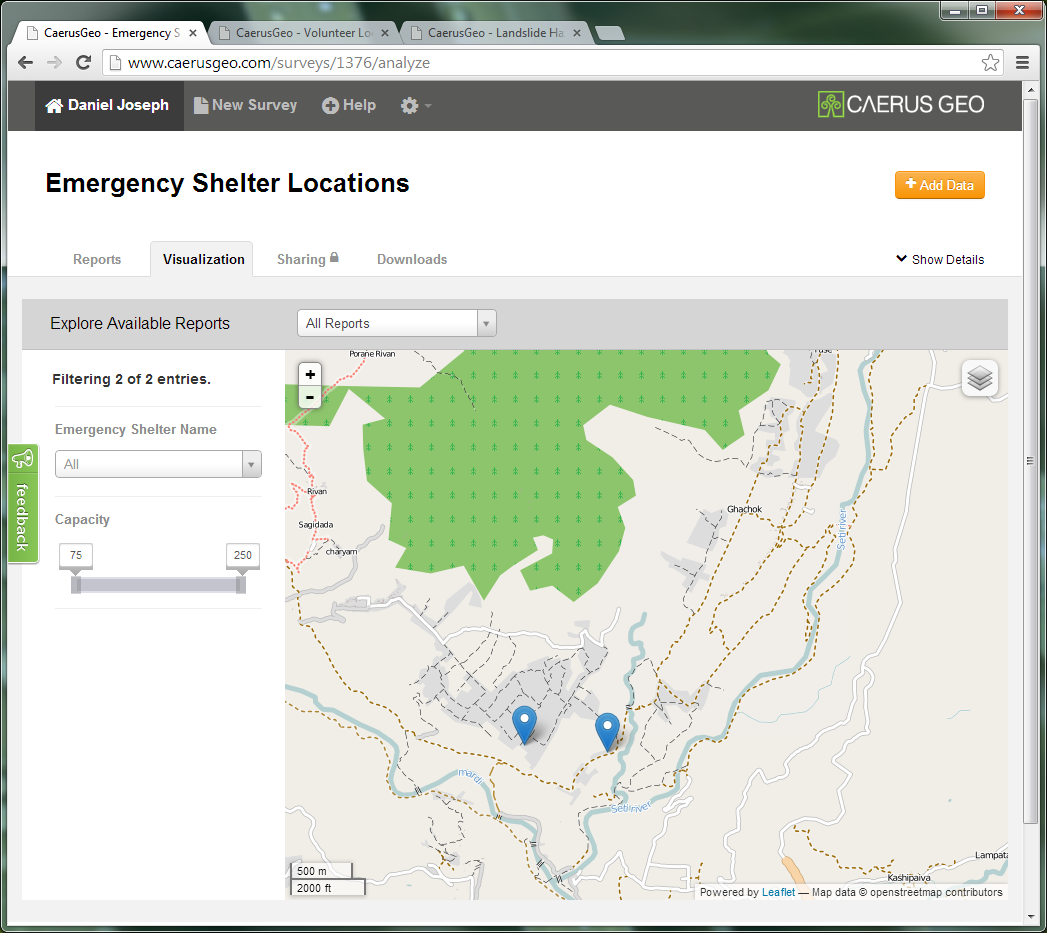 CaerusGeo - Emergency S
CaerusGeo - Volunteer Lo
CaerusGeo - Landslide Ha
www.caerusgeo.com/surveys/1376/analyze
Daniel Joseph
New Survey
Help
CAERUS GEO
Emergency Shelter Locations
+ Add Data
Reports
Visualization
Sharing
Downloads
Show Details
Explore Available Reports
All Reports
Filtering 2 of 2 entries.
Emergency Shelter Name
All
feedback
Capacity
75
250
+
-
Porane Rivan
Rivan
Sagidada
charyam
Ghachok
Seti river
mardi
Seti river
Lampata
Kashipaiva
500 m
2000 ft
Powered by Leaflet — Map data © openstreetmap contributors